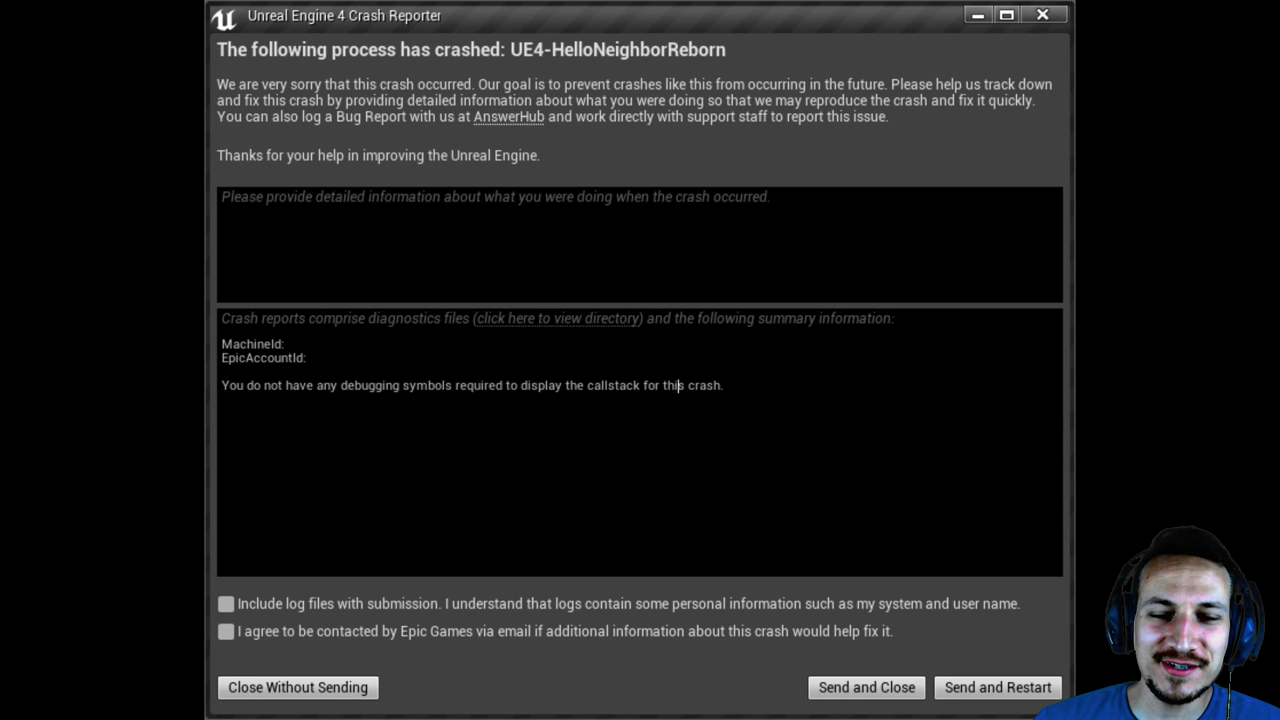 Unreal Engine 4 Crash Reporter
The following process has crashed: UE4-HelloNeighborReborn
We are very sorry that this crash occurred. Our goal is to prevent crashes like this from occurring in the future. Please help us track down
and fix this crash by providing detailed information about what you were doing so that we may reproduce the crash and fix it quickly.
You can also log a Bug Report with us at AnswerHub and work directly with support staff to report this issue.
Thanks for your help in improving the Unreal Engine.
Please provide detailed information about what you were doing when the crash occurred.
Crash reports comprise diagnostics files (click here to view directory) and the following summary information:
MachineId:
EpicAccountId:
You do not have any debugging symbols required to display the callstack for this crash.
Include log files with submission. I understand that logs contain some personal information such as my system and user name.
I agree to be contacted by Epic Games via email if additional information about this crash would help fix it.
Close Without Sending
Send and Close
Send and Restart